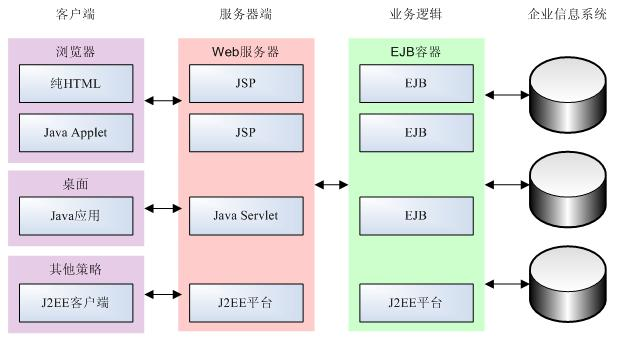 客户端
服务器端
业务逻辑
企业信息系统
浏览器
纯HTML
Java Applet
桌面
Java应用
其他策略
J2EE客户端
Web服务器
JSP
JSP
Java Servlet
J2EE平台
EJB容器
EJB
EJB
EJB
J2EE平台